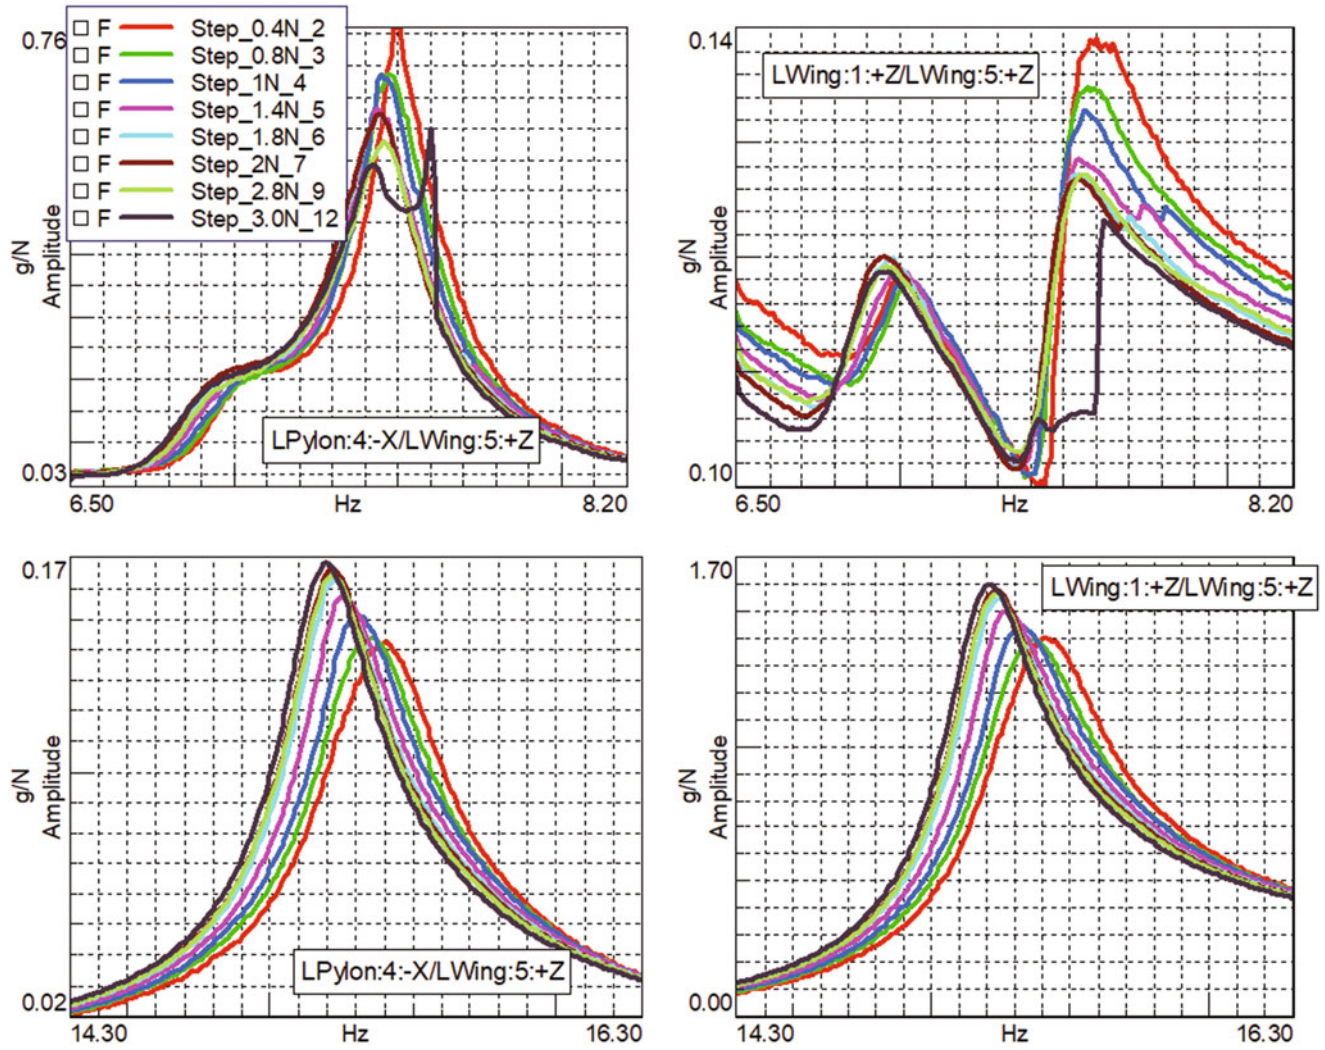 0.76
□ F Step_0.4N_2
□ F Step_0.8N_3
□ F Step_1N_4
□ F Step_1.4N_5
□ F Step_1.8N_6
□ F Step_2N_7
□ F Step_2.8N_9
□ F Step_3.0N_12
g/N
Amplitude
LPylon:4:-X/LWing:5:+Z
0.03
6.50 Hz 8.20
0.14
LWing:1:+Z/LWing:5:+Z
g/N
Amplitude
0.10
6.50 Hz 8.20
0.17
g/N
Amplitude
LPylon:4:-X/LWing:5:+Z
0.02
14.30 Hz 16.30
1.70
LWing:1:+Z/LWing:5:+Z
g/N
Amplitude
0.00
14.30 Hz 16.30